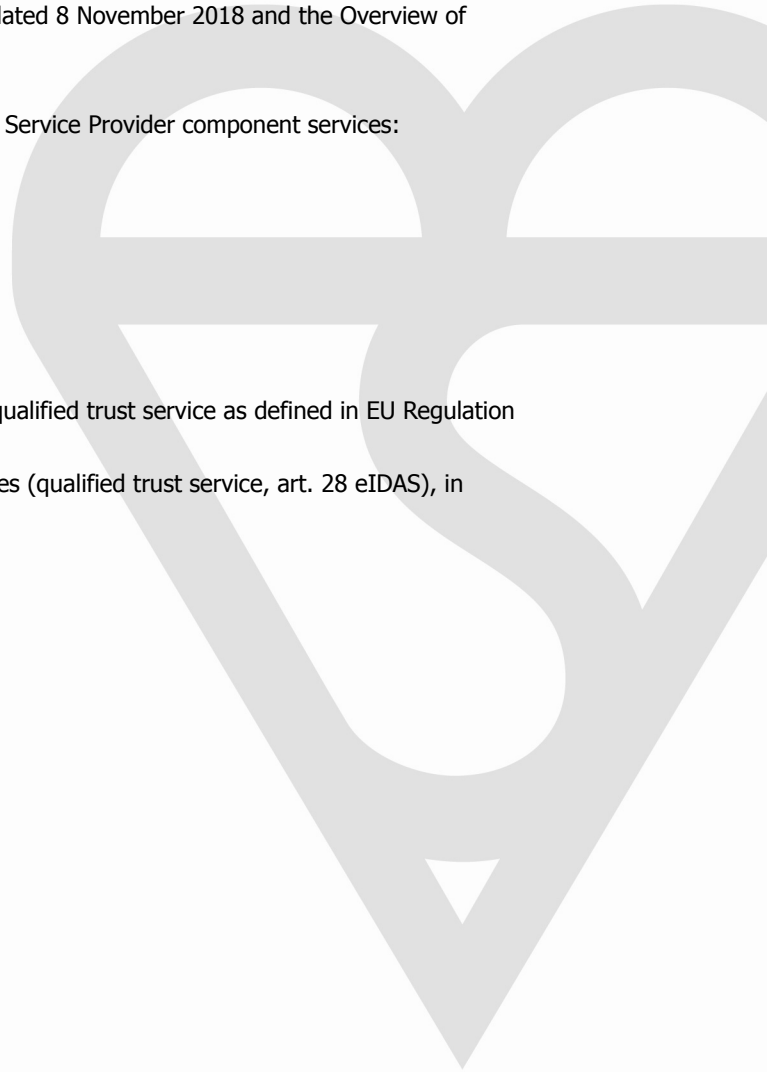 dated 8 November 2018 and the Overview of
Service Provider component services:
qualified trust service as defined in EU Regulation
es (qualified trust service, art. 28 eIDAS), in